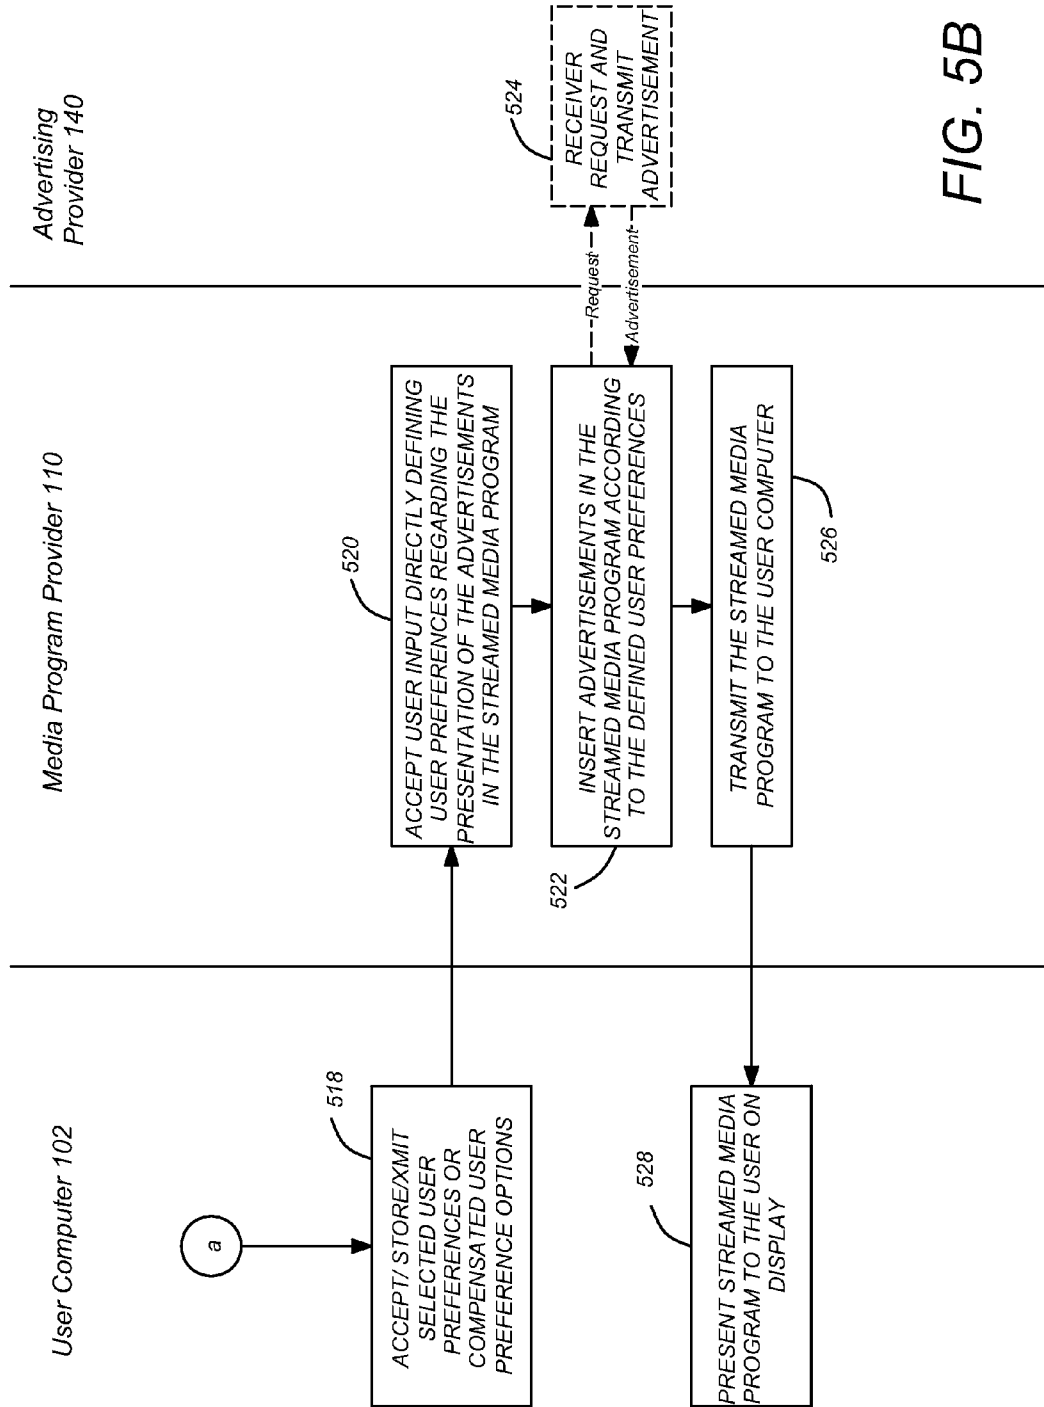 User Computer 102
Media Program Provider 110
Advertising
Provider 140
a
518
ACCEPT/ STORE/XMIT
SELECTED USER
PREFERENCES OR
COMPENSATED USER
PREFERENCE OPTIONS
520
ACCEPT USER INPUT DIRECTLY DEFINING
USER PREFERENCES REGARDING THE
PRESENTATION OF THE ADVERTISEMENTS
IN THE STREAMED MEDIA PROGRAM
522
INSERT ADVERTISEMENTS IN THE
STREAMED MEDIA PROGRAM ACCORDING
TO THE DEFINED USER PREFERENCES
Request
Advertisement
524
RECEIVER
REQUEST AND
TRANSMIT
ADVERTISEMENT
TRANSMIT THE STREAMED MEDIA
PROGRAM TO THE USER COMPUTER
526
528
PRESENT STREAMED MEDIA
PROGRAM TO THE USER ON
DISPLAY
FIG. 5B